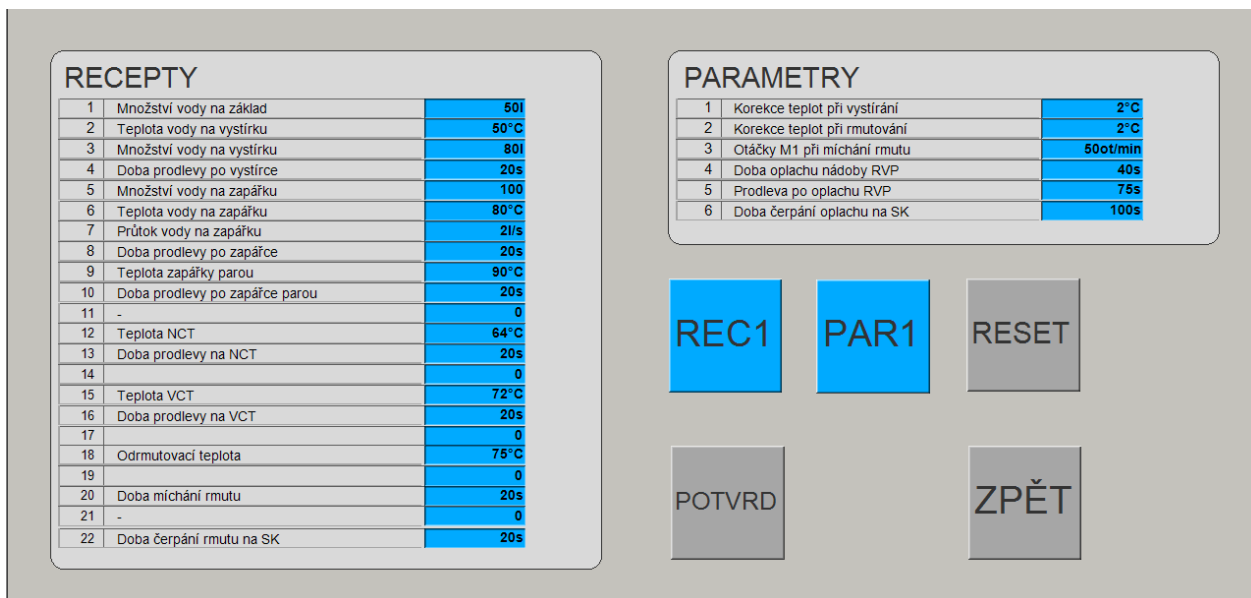 RECEPTY
1 Množství vody na základ 50l
2 Teplota vody na vystírku 50°C
3 Množství vody na vystírku 80l
4 Doba prodlevy po vystírce 20s
5 Množství vody na zapářku 100
6 Teplota vody na zapářku 80°C
7 Průtok vody na zapářku 2l/s
8 Doba prodlevy po zapářce 20s
9 Teplota zapářky parou 90°C
10 Doba prodlevy po zapářce parou 20s
11 - 0
12 Teplota NCT 64°C
13 Doba prodlevy na NCT 20s
14 0
15 Teplota VCT 72°C
16 Doba prodlevy na VCT 20s
17 0
18 Odrmutovací teplota 75°C
19 0
20 Doba míchání rmutu 20s
21 - 0
22 Doba čerpání rmutu na SK 20s
PARAMETRY
1 Korekce teplot při vystírání 2°C
2 Korekce teplot při rmutování 2°C
3 Otáčky M1 při míchání rmutu 50ot/min
4 Doba oplachu nádoby RVP 40s
5 Prodleva po oplachu RVP 75s
6 Doba čerpání oplachu na SK 100s
REC1 PAR1 RESET
POTVRD ZPĚT